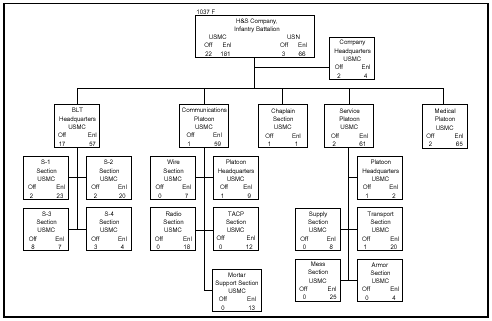 1037 F
H&S Company,
Infantry Battalion
USMC USN
Off Enl Off Enl
22 181 3 66
Company
Headquarters
USMC
Off Enl
2 4
BLT
Headquarters
USMC
Off Enl
17 57
Communications
Platoon
USMC
Off Enl
1 59
Chaplain
Section
USMC
Off Enl
1 1
Service
Platoon
USMC
Off Enl
2 61
Medical
Platoon
USMC
Off Enl
2 65
S-1
Section
USMC
Off Enl
2 23
S-2
Section
USMC
Off Enl
2 20
Wire
Section
USMC
Off Enl
0 7
Platoon
Headquarters
USMC
Off Enl
1 9
Platoon
Headquarters
USMC
Off Enl
1 2
S-3
Section
USMC
Off Enl
8 7
S-4
Section
USMC
Off Enl
3 4
Radio
Section
USMC
Off Enl
0 18
TACP
Section
USMC
Off Enl
0 12
Supply
Section
USMC
Off Enl
0 8
Transport
Section
USMC
Off Enl
1 20
Mortar
Support Section
USMC
Off Enl
0 13
Mess
Section
USMC
Off Enl
0 25
Armor
Section
USMC
Off Enl
0 4